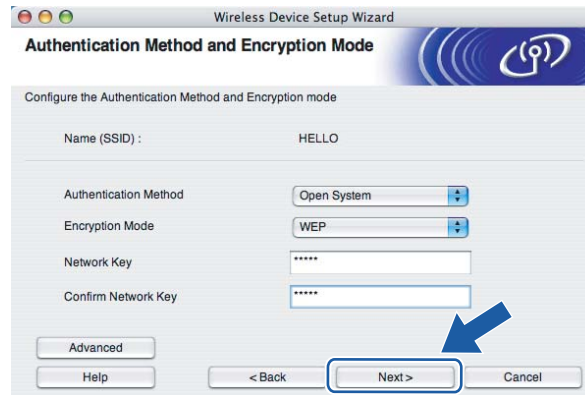 Wireless Device Setup Wizard
Authentication Method and Encryption Mode
Configure the Authentication Method and Encryption mode
Name (SSID) : HELLO
Authentication Method Open System
Encryption Mode WEP
Network Key *****
Confirm Network Key *****
Advanced
Help < Back Next > Cancel